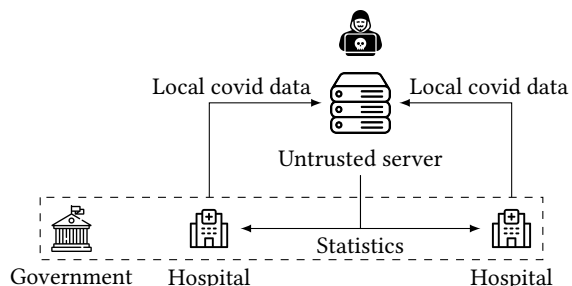 Local covid data
Local covid data
Untrusted server
Statistics
Government
Hospital
Hospital